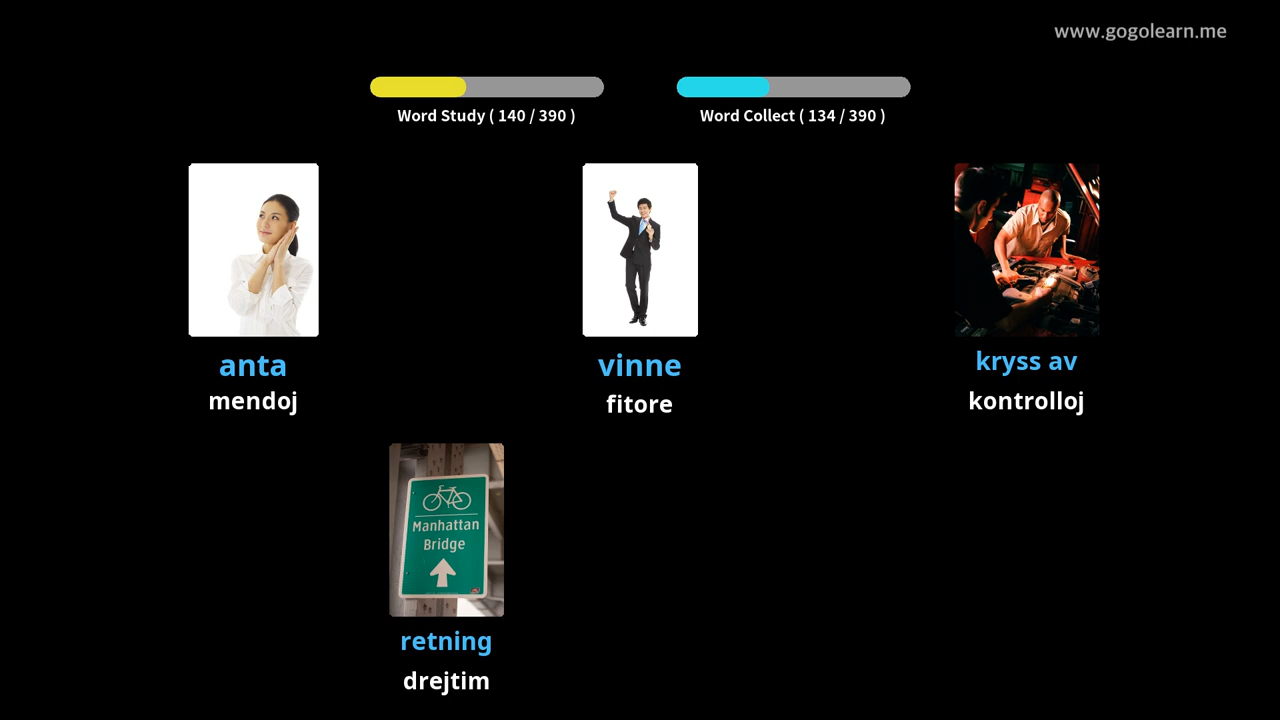 www.gogolearn.me
Word Study ( 140 / 390 )
Word Collect ( 134 / 390 )
anta
mendoj
vinne
fitore
kryss av
kontrolloj
Manhattan
Bridge
retning
drejtim